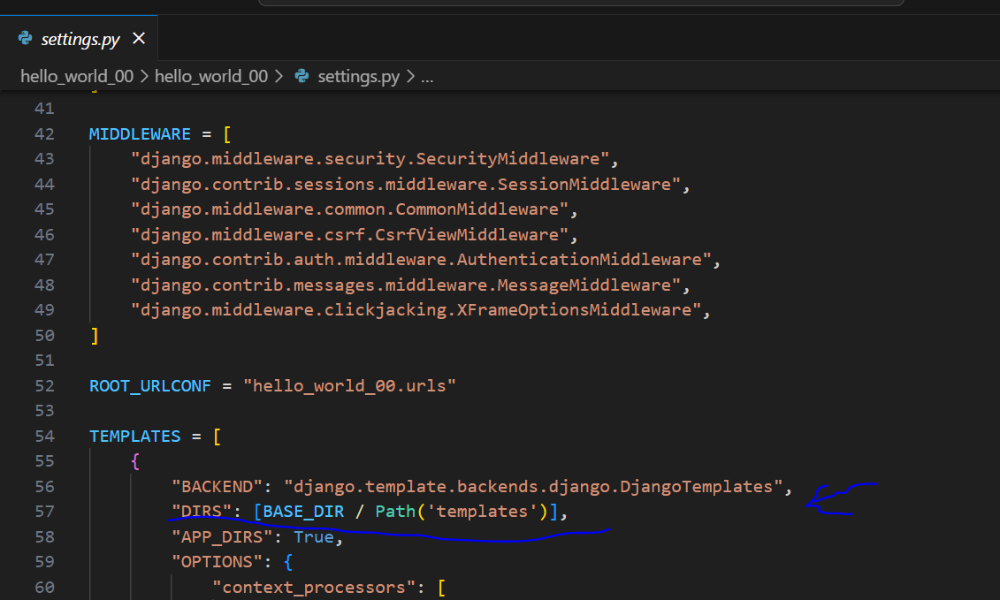 settings.py
hello_world_00 > hello_world_00 > settings.py > ...
41
42 MIDDLEWARE = [
43     "django.middleware.security.SecurityMiddleware",
44     "django.contrib.sessions.middleware.SessionMiddleware",
45     "django.middleware.common.CommonMiddleware",
46     "django.middleware.csrf.CsrfViewMiddleware",
47     "django.contrib.auth.middleware.AuthenticationMiddleware",
48     "django.contrib.messages.middleware.MessageMiddleware",
49     "django.middleware.clickjacking.XFrameOptionsMiddleware",
50 ]
51
52 ROOT_URLCONF = "hello_world_00.urls"
53
54 TEMPLATES = [
55     {
56         "BACKEND": "django.template.backends.django.DjangoTemplates",
57         "DIRS": [BASE_DIR / Path('templates')],
58         "APP_DIRS": True,
59         "OPTIONS": {
60             "context_processors": [